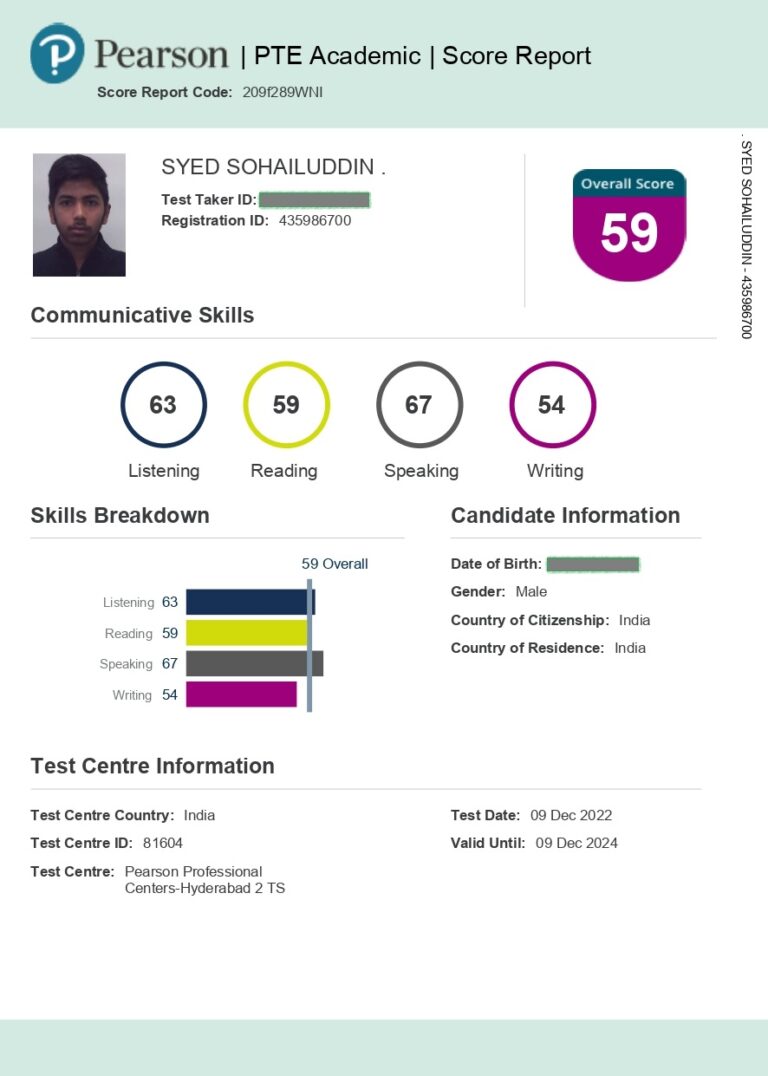 Pearson | PTE Academic | Score Report
Score Report Code: 209f289WNI
SYED SOHAILUDDIN .
Test Taker ID:
Registration ID: 435986700
Overall Score
59
. SYED SOHAILUDDIN - 435986700
Communicative Skills
63 59 67 54
Listening Reading Speaking Writing
Skills Breakdown
59 Overall
Listening 63
Reading 59
Speaking 67
Writing 54
Candidate Information
Date of Birth:
Gender: Male
Country of Citizenship: India
Country of Residence: India
Test Centre Information
Test Centre Country: India
Test Centre ID: 81604
Test Centre: Pearson Professional
Centers-Hyderabad 2 TS
Test Date: 09 Dec 2022
Valid Until: 09 Dec 2024